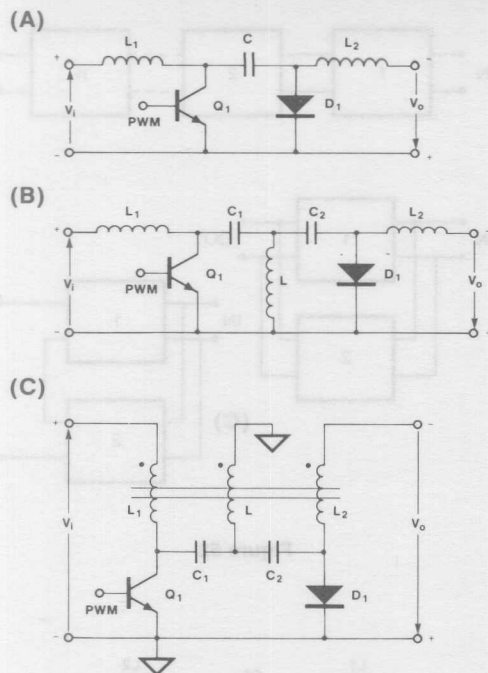 (A)
L1 C L2
+ -
Vi Q1 D1 Vo
PWM
- +
(B)
L1 C1 C2 L2
+ -
Vi Q1 L D1 Vo
PWM
- +
(C)
+ -
L1 L L2
Vi Vo
C1 C2
Q1 D1
PWM
- +